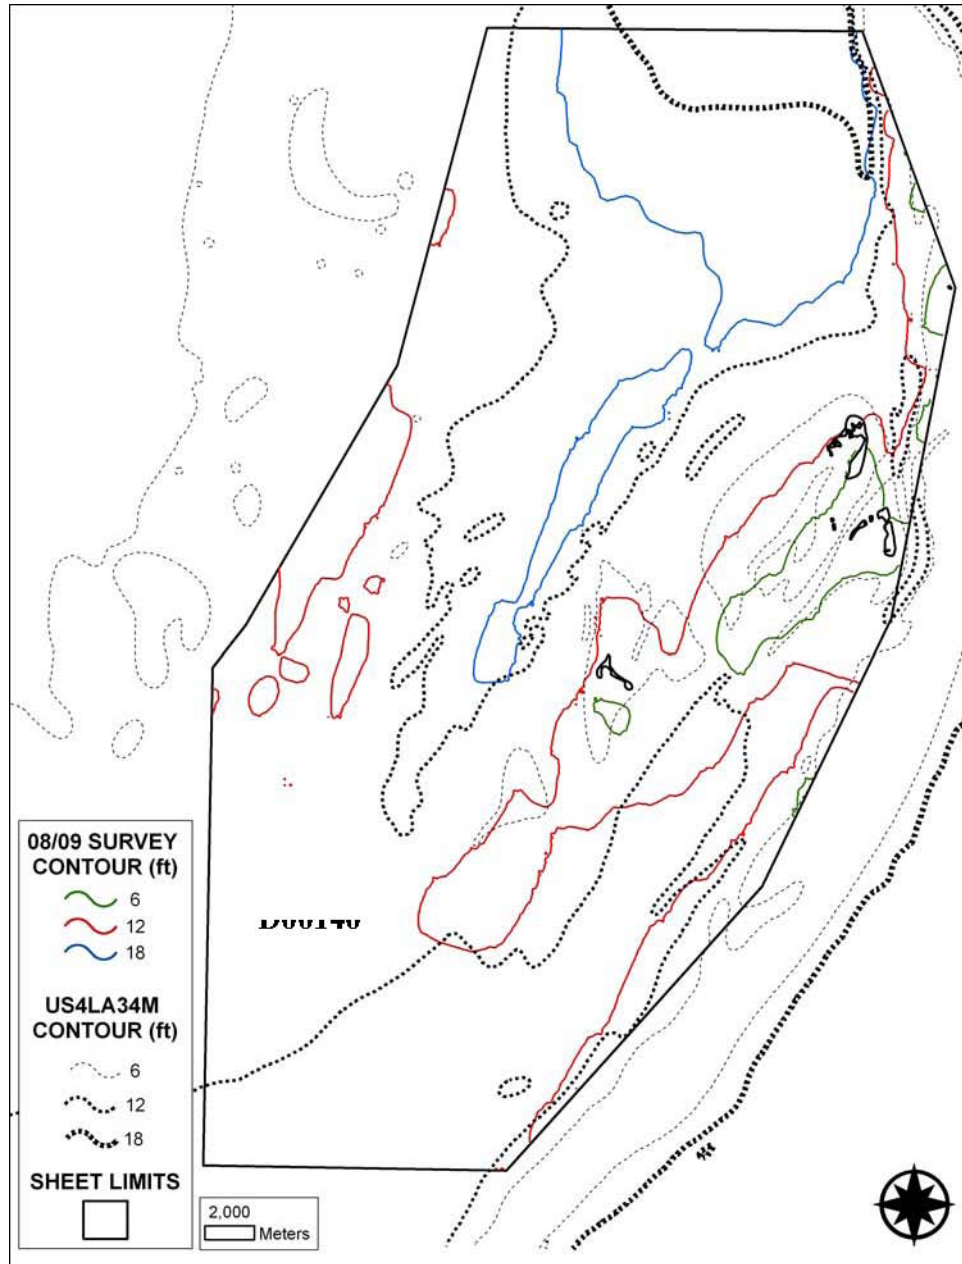 08/09 SURVEY
CONTOUR (ft)
6
12
18
US4LA34M
CONTOUR (ft)
6
12
18
SHEET LIMITS
2,000
Meters